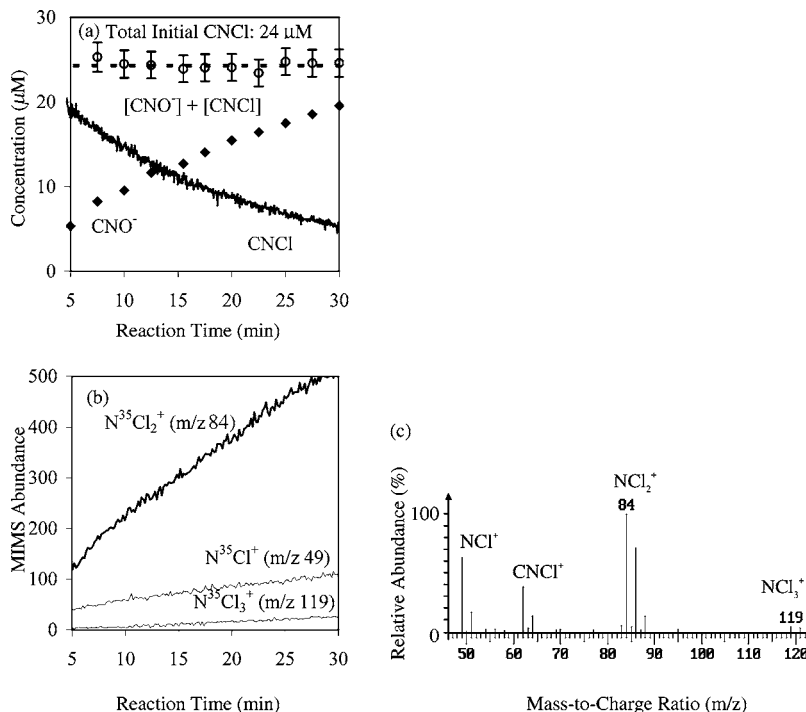 (a) Total Initial CNCl: 24 μM
30
20
10
0
Concentration (μM)
[CNO⁻] + [CNCl]
CNO⁻
CNCl
5 10 15 20 25 30
Reaction Time (min)
(b)
500
400
300
200
100
0
MIMS Abundance
N³⁵Cl₂⁺ (m/z 84)
N³⁵Cl⁺ (m/z 49)
N³⁵Cl₃⁺ (m/z 119)
5 10 15 20 25 30
Reaction Time (min)
(c)
Relative Abundance (%)
100
0
NCl⁺
CNCl⁺
NCl₂⁺
84
NCl₃⁺
119
50 60 70 80 90 100 110 120
Mass-to-Charge Ratio (m/z)